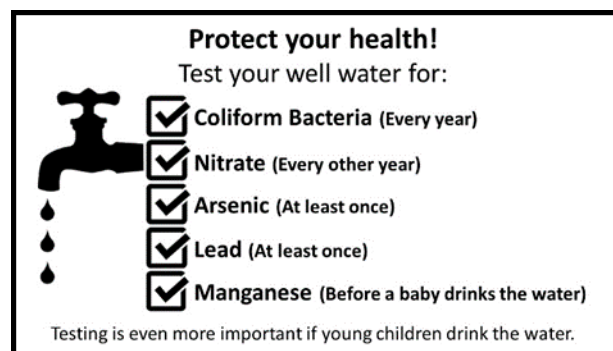 Protect your health!
Test your well water for:
Coliform Bacteria (Every year)
Nitrate (Every other year)
Arsenic (At least once)
Lead (At least once)
Manganese (Before a baby drinks the water)
Testing is even more important if young children drink the water.